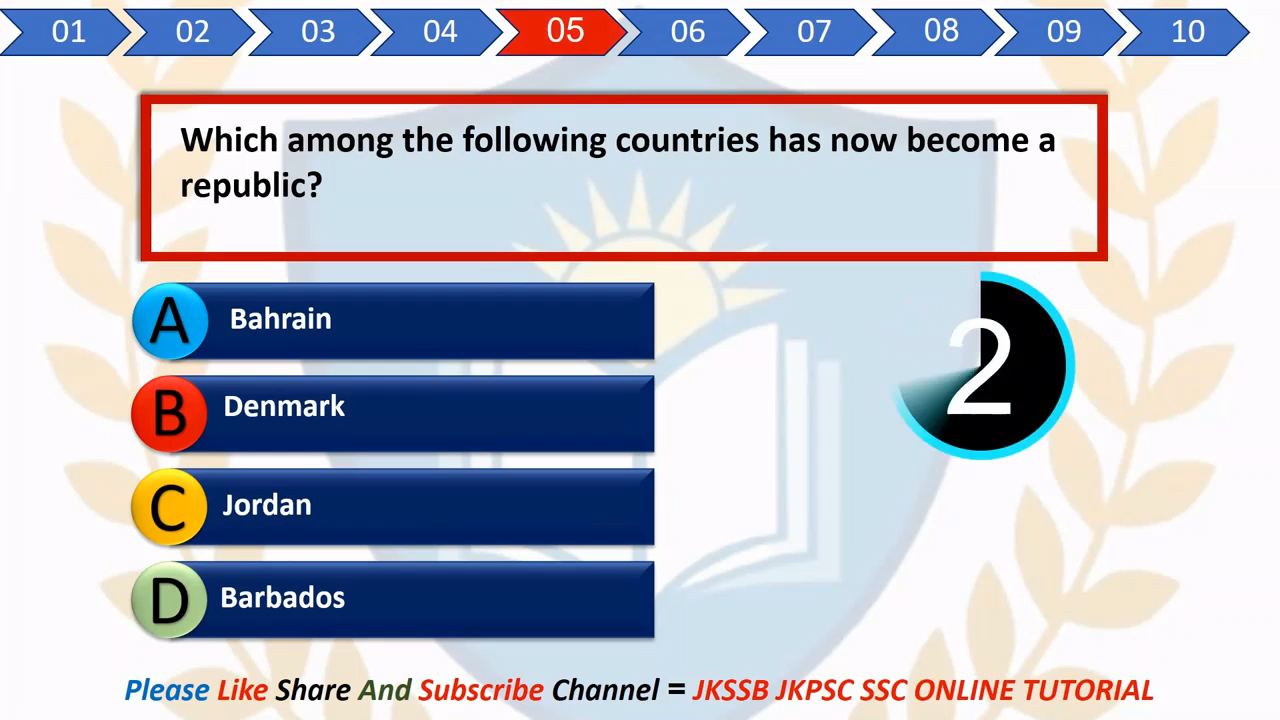 01 02 03 04 05 06 07 08 09 10
Which among the following countries has now become a
republic?
A Bahrain
2
B Denmark
C Jordan
D Barbados
Please Like Share And Subscribe Channel = JKSSB JKPSC SSC ONLINE TUTORIAL